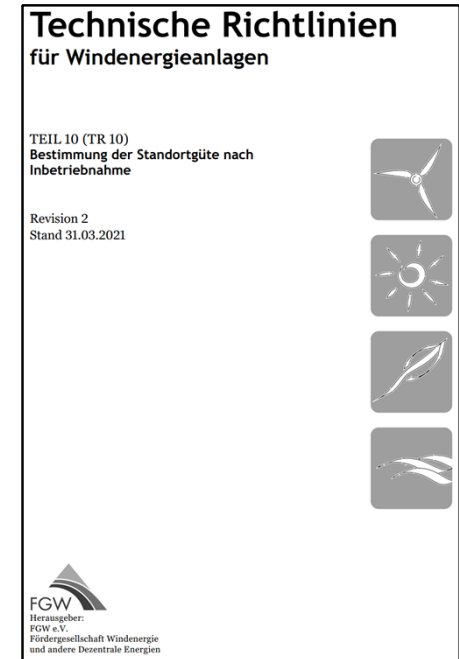 Technische Richtlinien
für Windenergieanlagen
TEIL 10 (TR 10)
Bestimmung der Standortgüte nach
Inbetriebnahme
Revision 2
Stand 31.03.2021
FGW
Herausgeber:
FGW e.V.
Fördergesellschaft Windenergie
und andere Dezentrale Energien